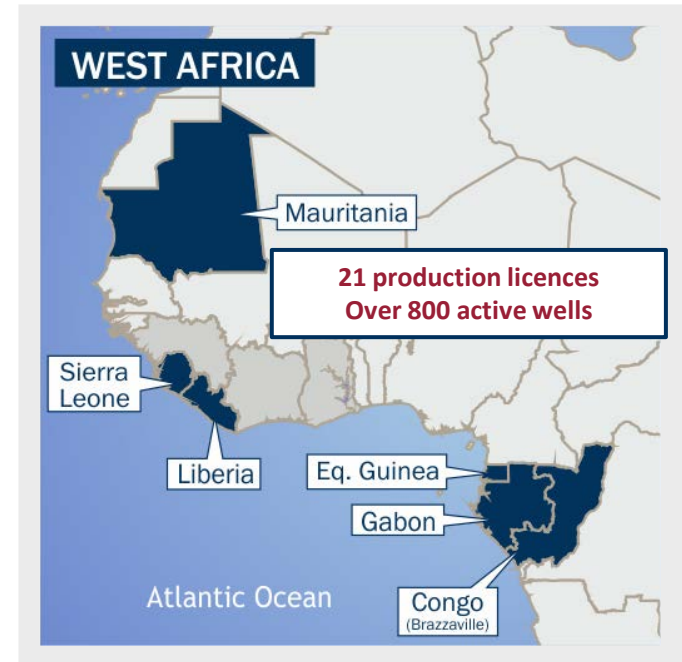 WEST AFRICA
Mauritania
21 production licences
Over 800 active wells
Sierra
Leone
Liberia
Eq. Guinea
Gabon
Congo
(Brazzaville)
Atlantic Ocean